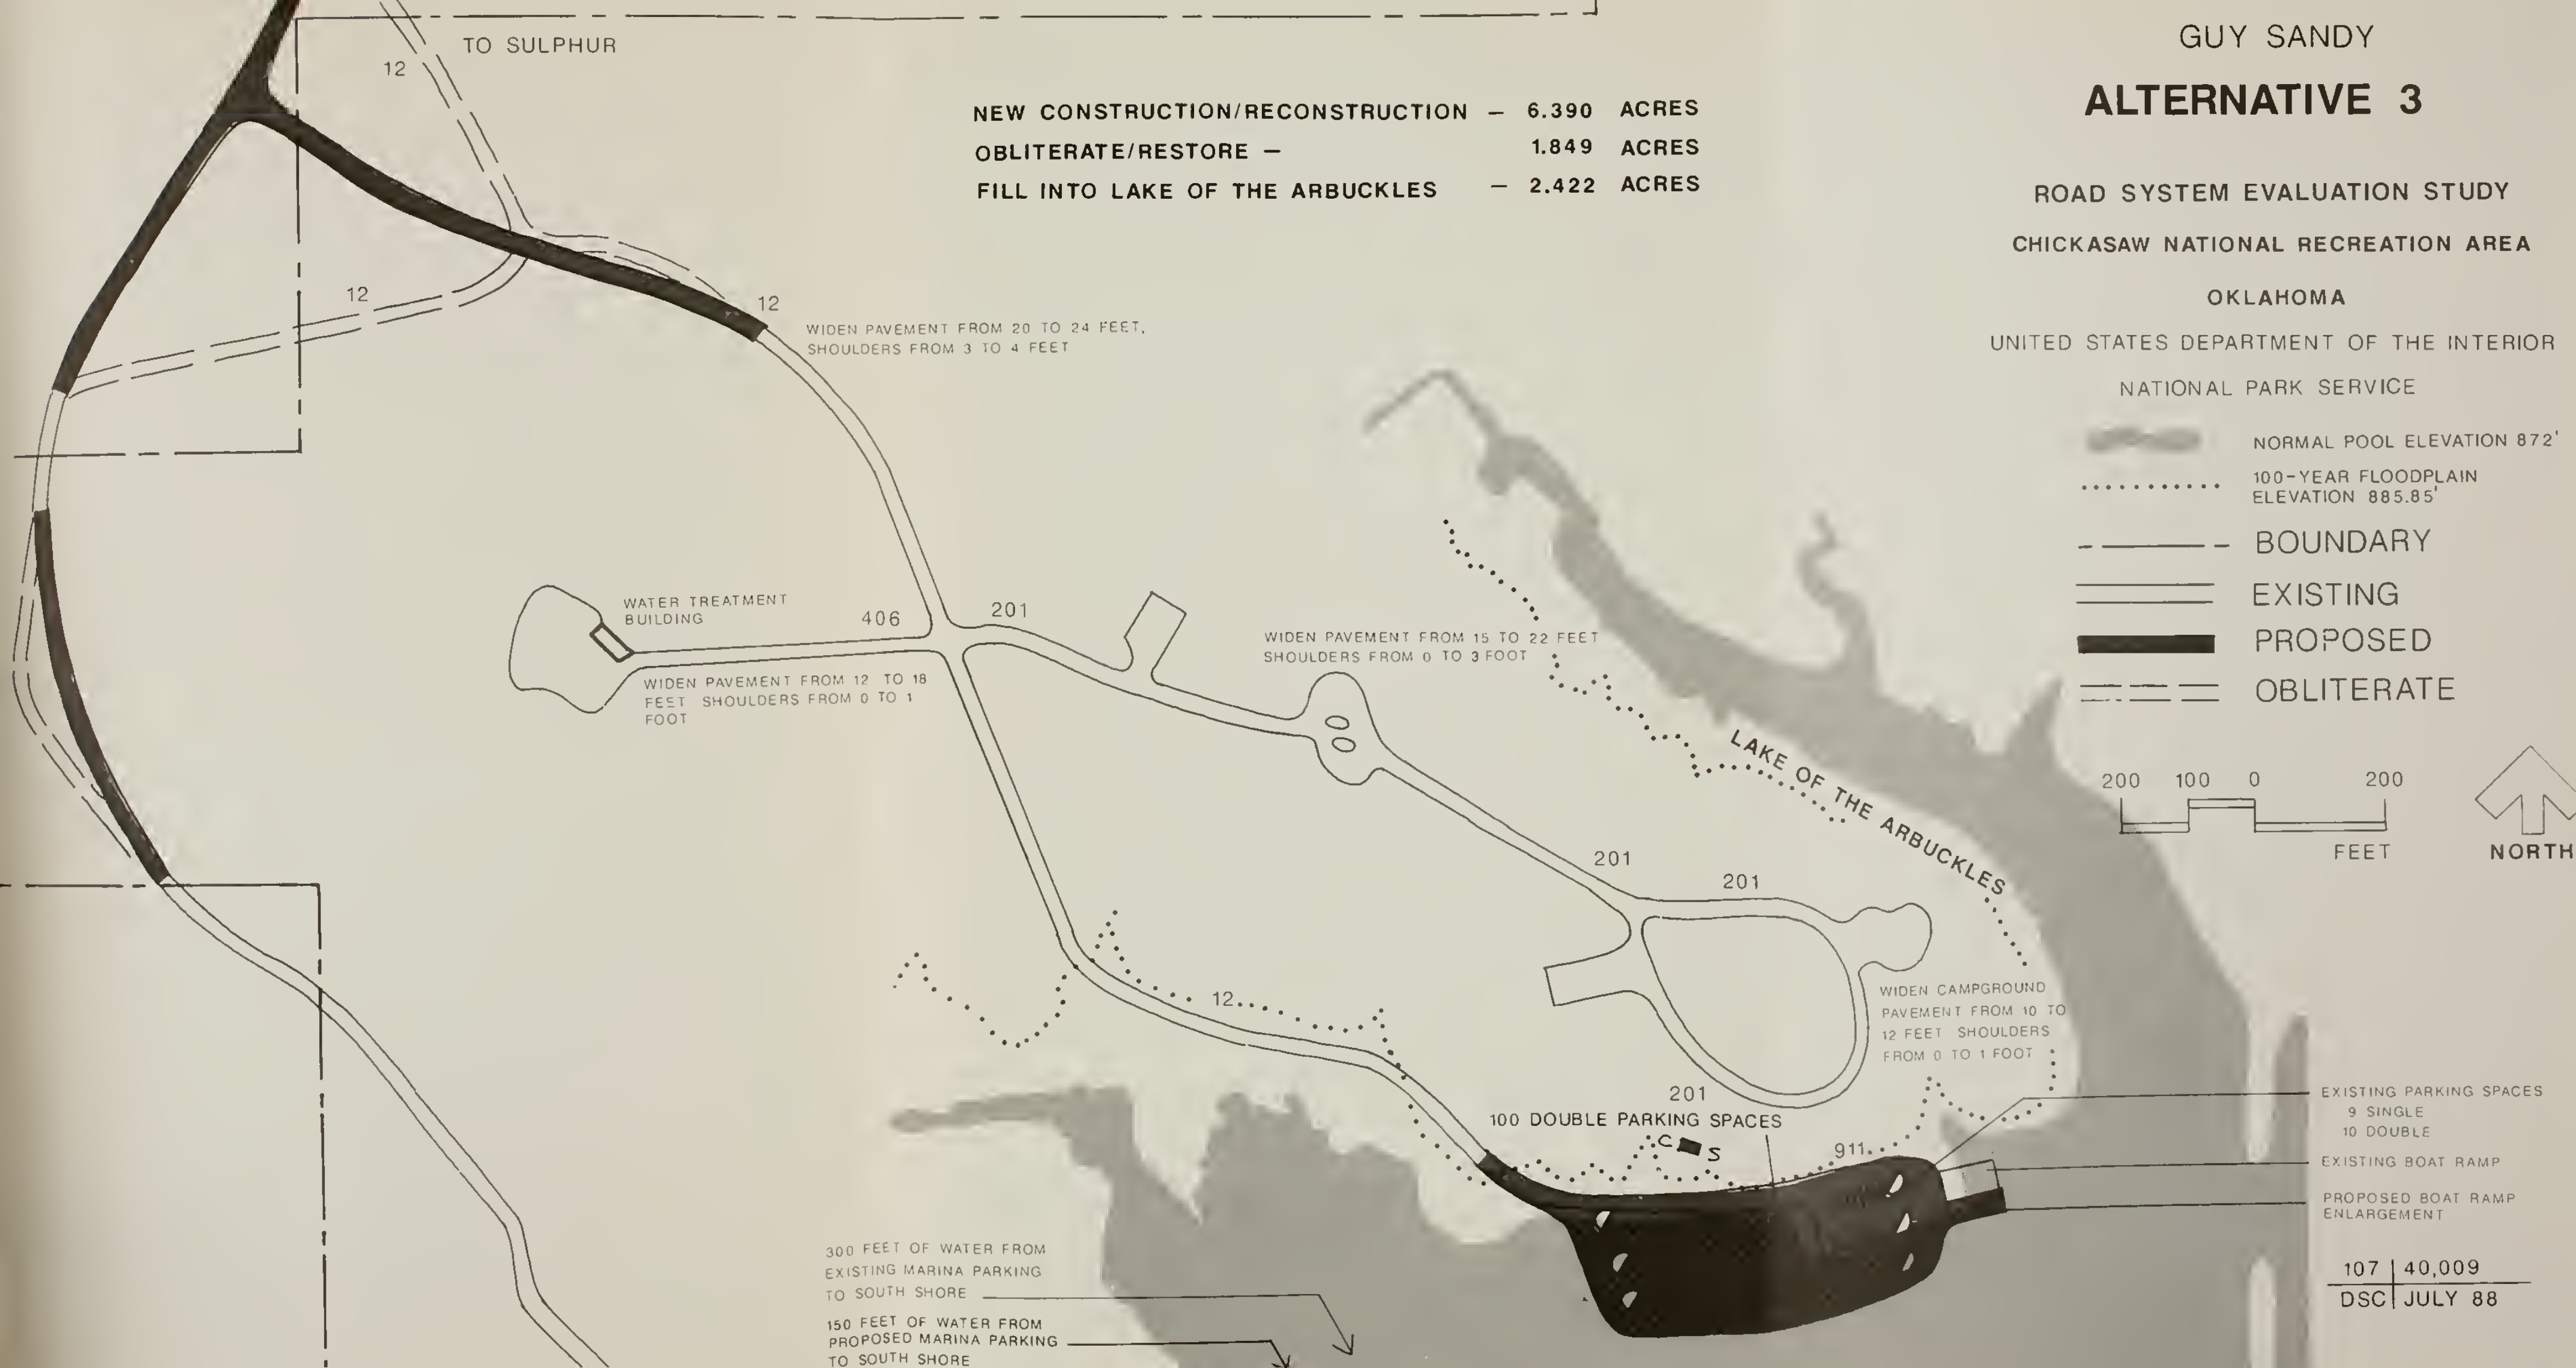 TO SULPHUR
12
NEW CONSTRUCTION/RECONSTRUCTION — 6.390 ACRES
OBLITERATE/RESTORE — 1.849 ACRES
FILL INTO LAKE OF THE ARBUCKLES — 2.422 ACRES
GUY SANDY
ALTERNATIVE 3
ROAD SYSTEM EVALUATION STUDY
CHICKASAW NATIONAL RECREATION AREA
OKLAHOMA
UNITED STATES DEPARTMENT OF THE INTERIOR
NATIONAL PARK SERVICE
NORMAL POOL ELEVATION 872'
100-YEAR FLOODPLAIN
ELEVATION 885.85'
BOUNDARY
EXISTING
PROPOSED
OBLITERATE
200 100 0 200
FEET
NORTH
12
12
WIDEN PAVEMENT FROM 20 TO 24 FEET,
SHOULDERS FROM 3 TO 4 FEET
WATER TREATMENT
BUILDING
406
201
WIDEN PAVEMENT FROM 12 TO 18
FEET SHOULDERS FROM 0 TO 1
FOOT
WIDEN PAVEMENT FROM 15 TO 22 FEET
SHOULDERS FROM 0 TO 3 FOOT
LAKE OF THE ARBUCKLES
201
201
12
WIDEN CAMPGROUND
PAVEMENT FROM 10 TO
12 FEET SHOULDERS
FROM 0 TO 1 FOOT
201
100 DOUBLE PARKING SPACES
C S
911
EXISTING PARKING SPACES
9 SINGLE
10 DOUBLE
EXISTING BOAT RAMP
PROPOSED BOAT RAMP
ENLARGEMENT
300 FEET OF WATER FROM
EXISTING MARINA PARKING
TO SOUTH SHORE
150 FEET OF WATER FROM
PROPOSED MARINA PARKING
TO SOUTH SHORE
107 40,009
DSC JULY 88